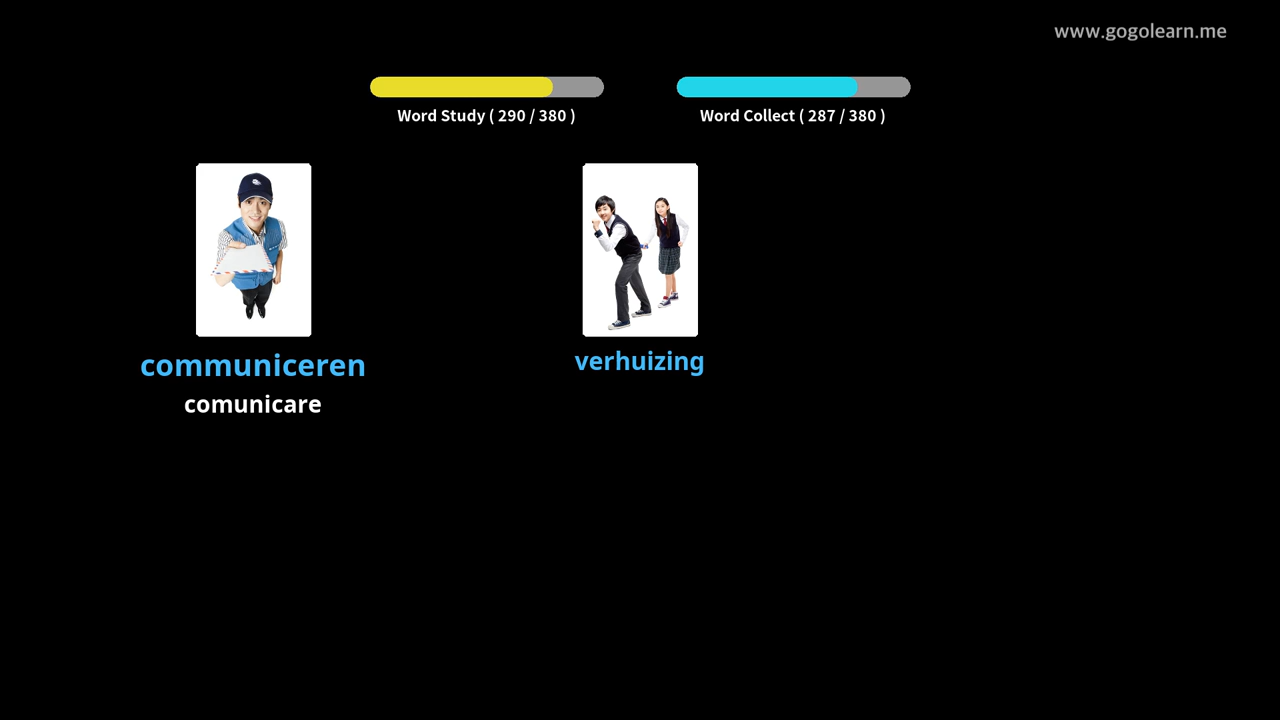 www.gogolearn.me
Word Study ( 290 / 380 )
Word Collect ( 287 / 380 )
communiceren
comunicare
verhuizing